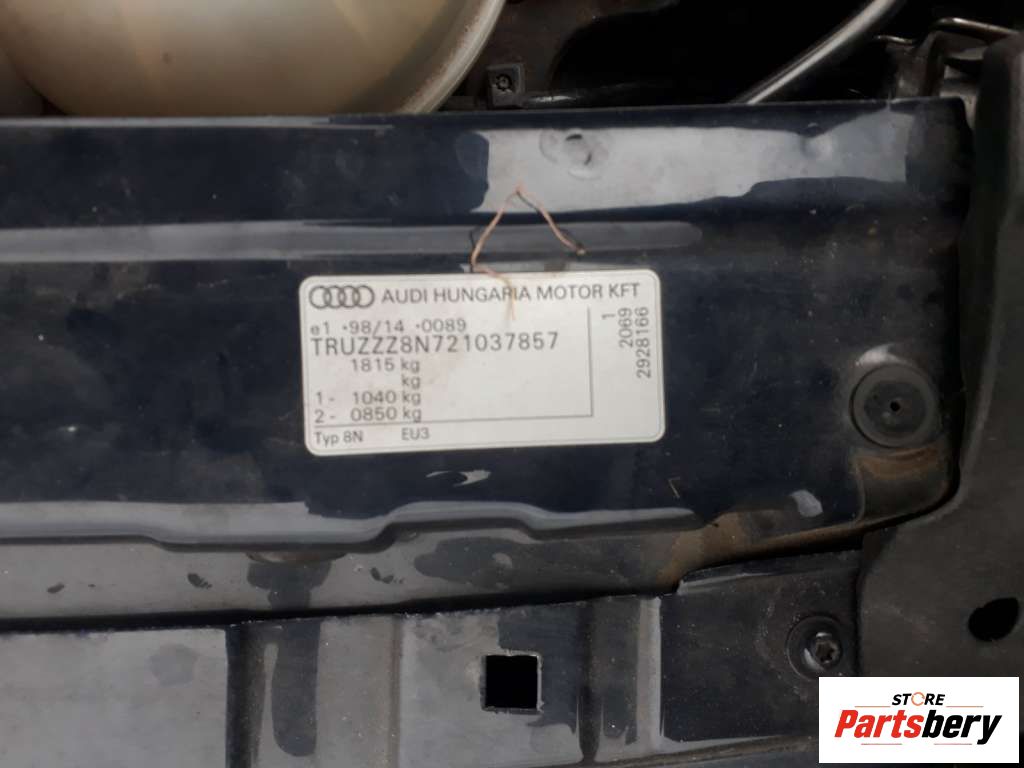 AUDI HUNGARIA MOTOR KFT
e1 *98/14 *0089
TRUZZZ8N721037857
1815 kg
kg
1 - 1040 kg
2 - 0850 kg
Typ 8N EU3
1
2069
2928166
STORE
Partsbery